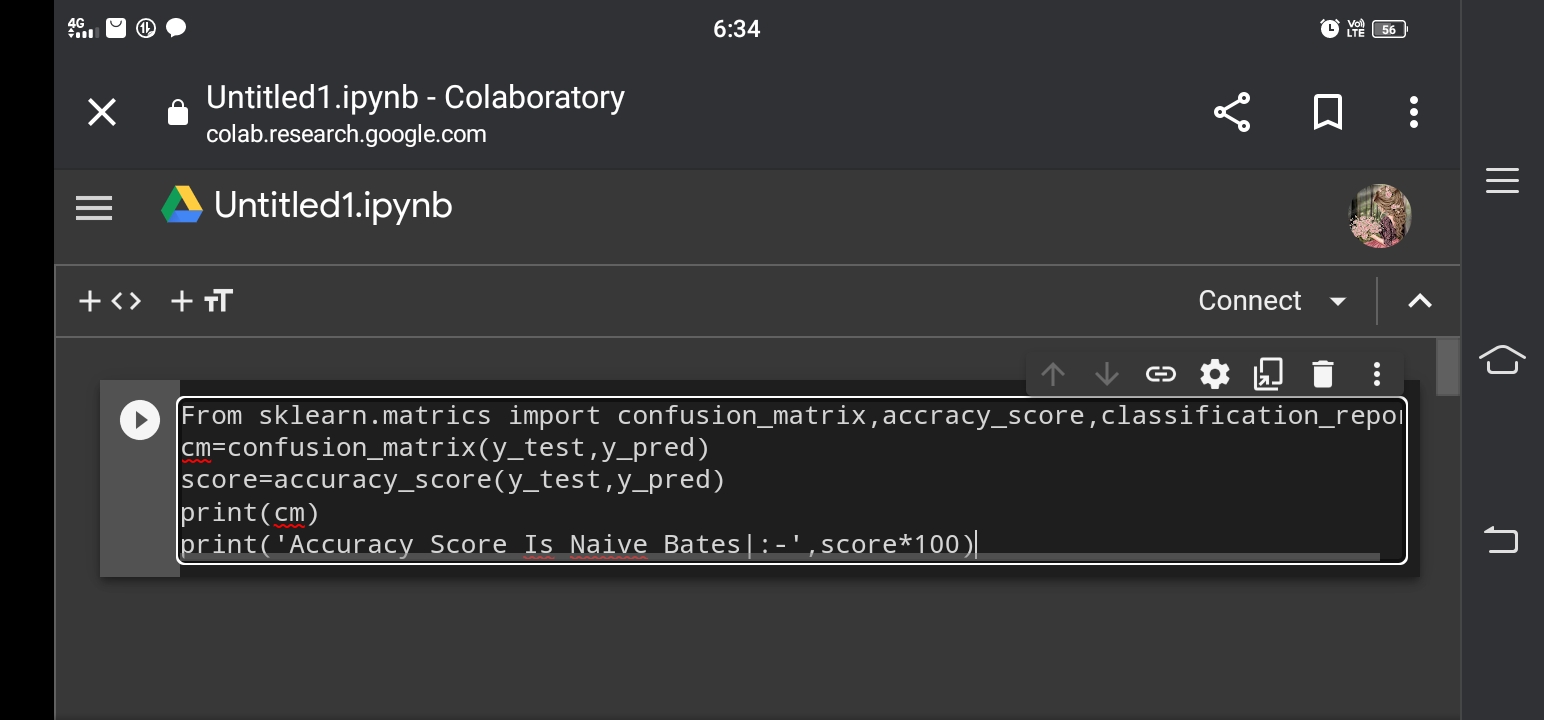 4G 6:34 Vo) LTE 56
Untitled1.ipynb - Colaboratory
colab.research.google.com
Untitled1.ipynb
+ <> + TT Connect
From sklearn.matrics import confusion_matrix,accracy_score,classification_repor
cm=confusion_matrix(y_test,y_pred)
score=accuracy_score(y_test,y_pred)
print(cm)
print('Accuracy Score Is Naive Bates|:-',score*100)